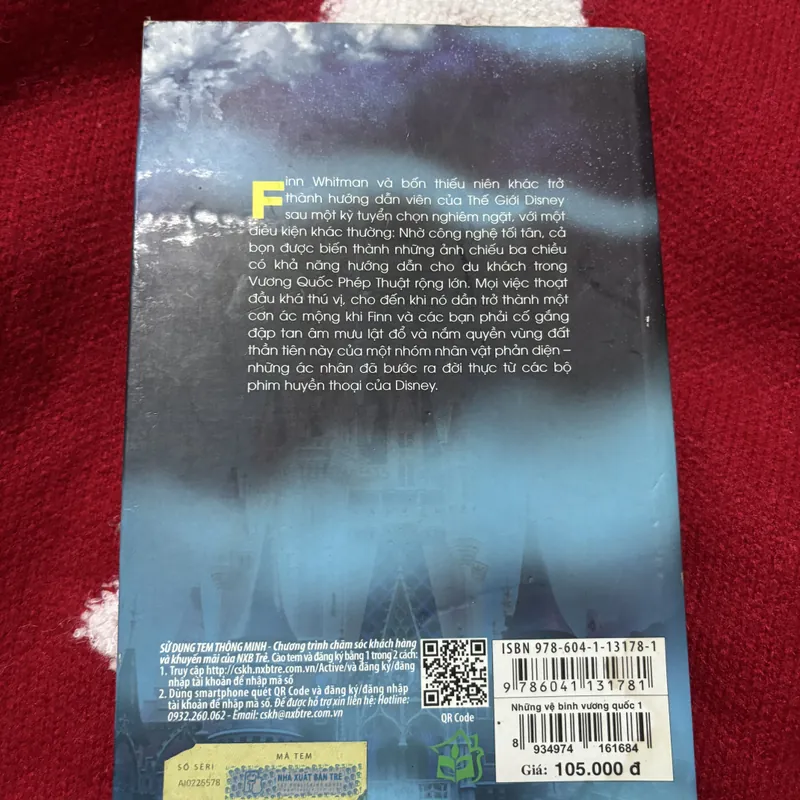 Finn Whitman và bốn thiếu niên khác trở
thành hướng dẫn viên của Thế Giới Disney
sau một kỳ tuyển chọn nghiêm ngặt, với một
điều kiện khác thường: Nhờ công nghệ tối tân, cả
bọn được biến thành những ảnh chiếu ba chiều
có khả năng hướng dẫn cho du khách trong
Vương Quốc Phép Thuật rộng lớn. Mọi việc thoạt
đầu khá thú vị, cho đến khi nó dần trở thành một
cơn ác mộng khi Finn và các bạn phải cố gắng
đập tan âm mưu lật đổ và nắm quyền vùng đất
thần tiên này của một nhóm nhân vật phản diện –
những ác nhân đã bước ra đời thực từ các bộ
phim huyền thoại của Disney.
SỬ DỤNG TEM THÔNG MINH - Chương trình chăm sóc khách hàng
và khuyến mãi của NXB Trẻ. Cào tem và đăng ký bằng 1 trong 2 cách:
1. Truy cập http://cskh.nxbtre.com.vn/Active/và đăng ký/đăng
nhập tài khoản để nhập mã số
2. Dùng smartphone quét QR Code và đăng ký/đăng nhập
tài khoản để nhập mã số. Để được hỗ trợ xin liên hệ: Hotline:
0932.260.062 - Email: cskh@nxbtre.com.vn
QR Code
MÃ TEM
SỐ SERI
AI0726578
NHÀ XUẤT BẢN TRẺ
ISBN 978-604-1-13178-1
9 786041 131781
Những vệ binh vương quốc 1
8 934974 161684
Giá: 105.000 đ